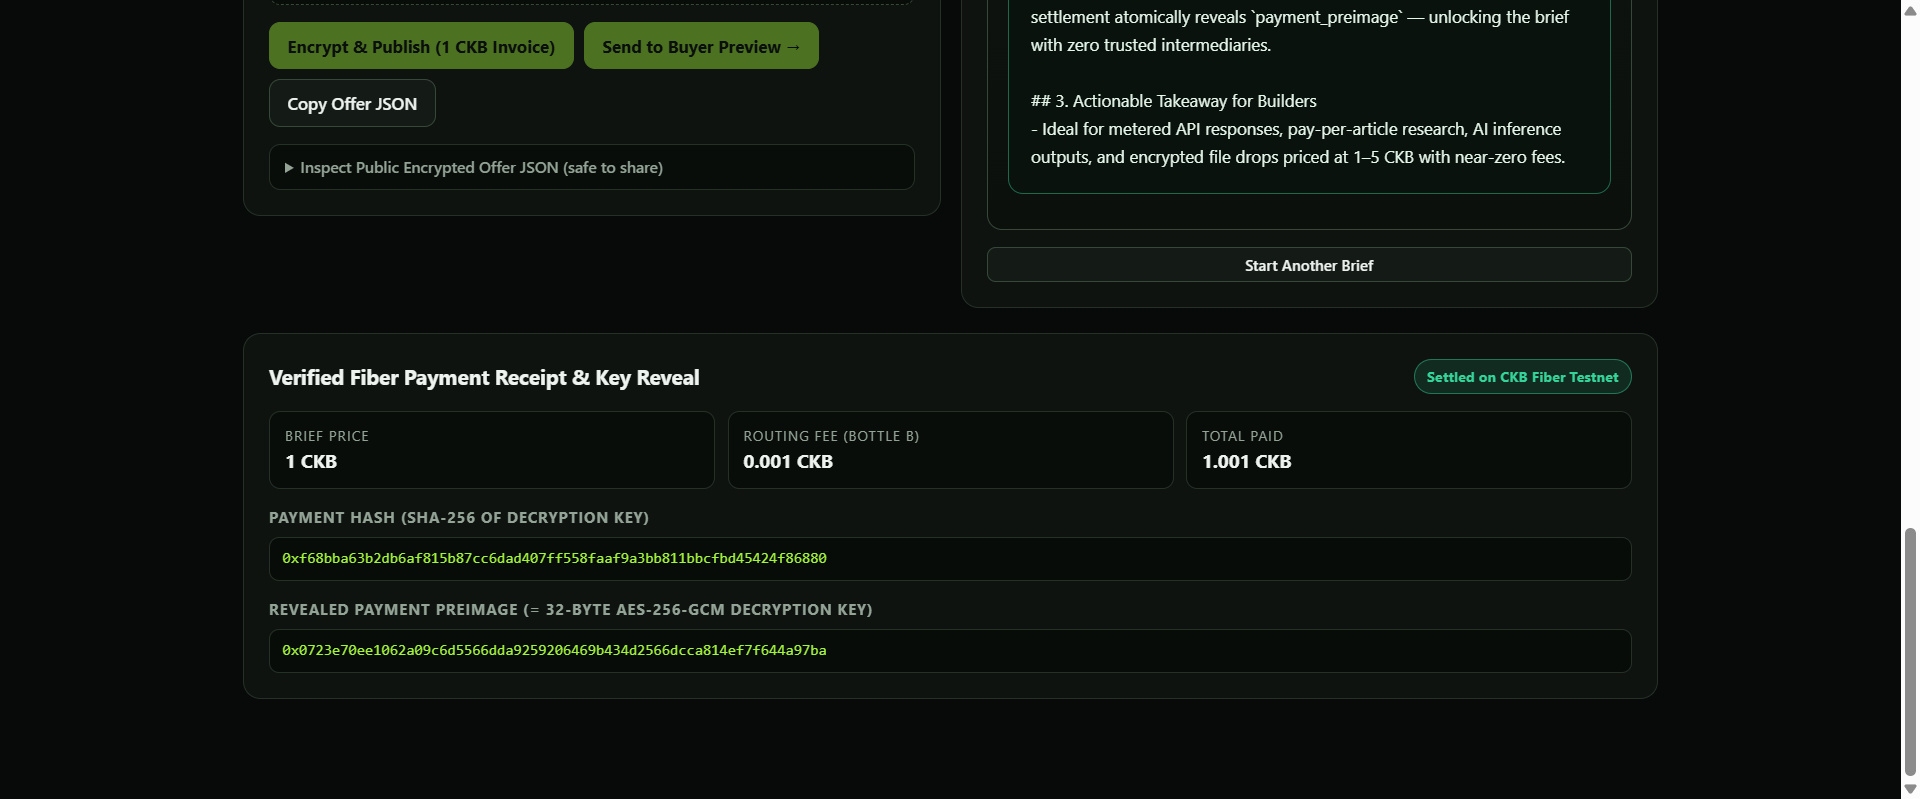 Encrypt & Publish (1 CKB Invoice)
Send to Buyer Preview →
Copy Offer JSON
▶ Inspect Public Encrypted Offer JSON (safe to share)
settlement atomically reveals `payment_preimage` — unlocking the brief
with zero trusted intermediaries.
## 3. Actionable Takeaway for Builders
- Ideal for metered API responses, pay-per-article research, AI inference
outputs, and encrypted file drops priced at 1–5 CKB with near-zero fees.
Start Another Brief
Verified Fiber Payment Receipt & Key Reveal
Settled on CKB Fiber Testnet
BRIEF PRICE
1 CKB
ROUTING FEE (BOTTLE B)
0.001 CKB
TOTAL PAID
1.001 CKB
PAYMENT HASH (SHA-256 OF DECRYPTION KEY)
0xf68bba63b2db6af815b87cc6dad407ff558faaf9a3bb811bbcfbd45424f86880
REVEALED PAYMENT PREIMAGE (= 32-BYTE AES-256-GCM DECRYPTION KEY)
0x0723e70ee1062a09c6d5566dda9259206469b434d2566dcca814ef7f644a97ba